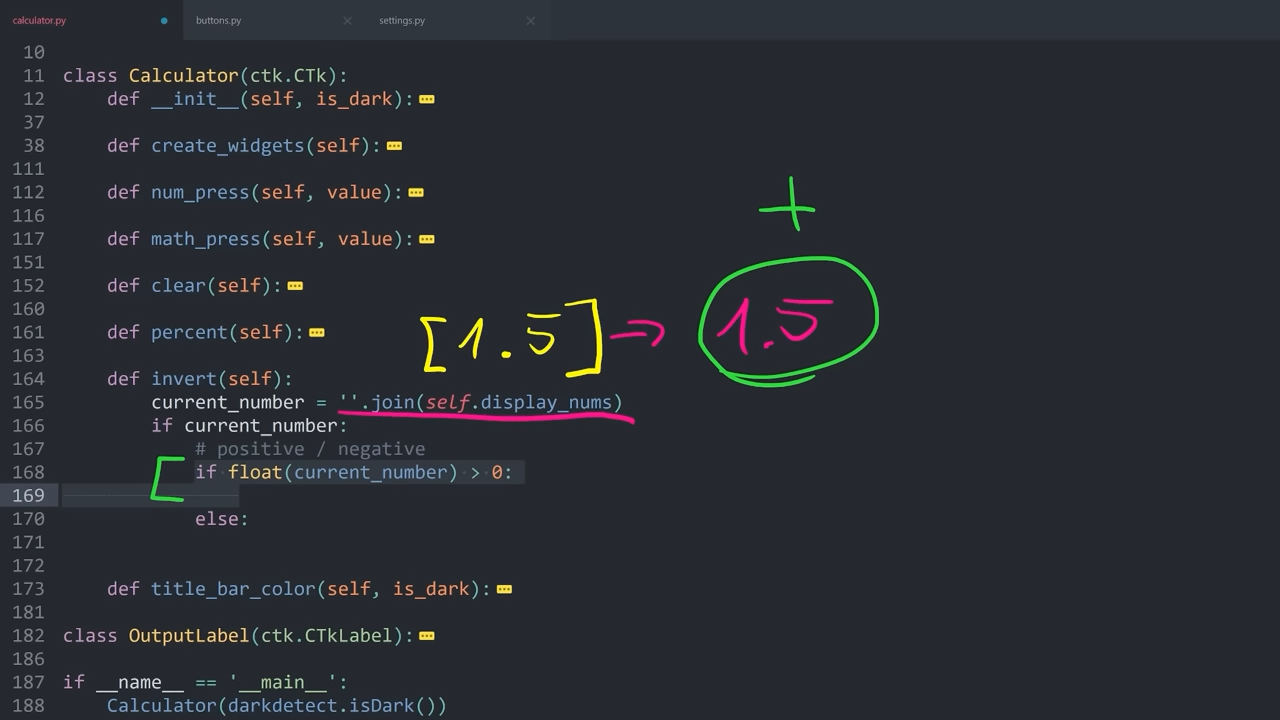 calculator.py buttons.py settings.py
10
11 class Calculator(ctk.CTk):
12 def __init__(self, is_dark):
37
38 def create_widgets(self):
111
112 def num_press(self, value):
116
117 def math_press(self, value):
151
152 def clear(self):
160
161 def percent(self):
163
164 def invert(self):
165 current_number = ''.join(self.display_nums)
166 if current_number:
167 # positive / negative
168 if float(current_number) > 0:
169
170 else:
171
172
173 def title_bar_color(self, is_dark):
181
182 class OutputLabel(ctk.CTkLabel):
186
187 if __name__ == '__main__':
188 Calculator(darkdetect.isDark())
+
[1.5] → 1.5